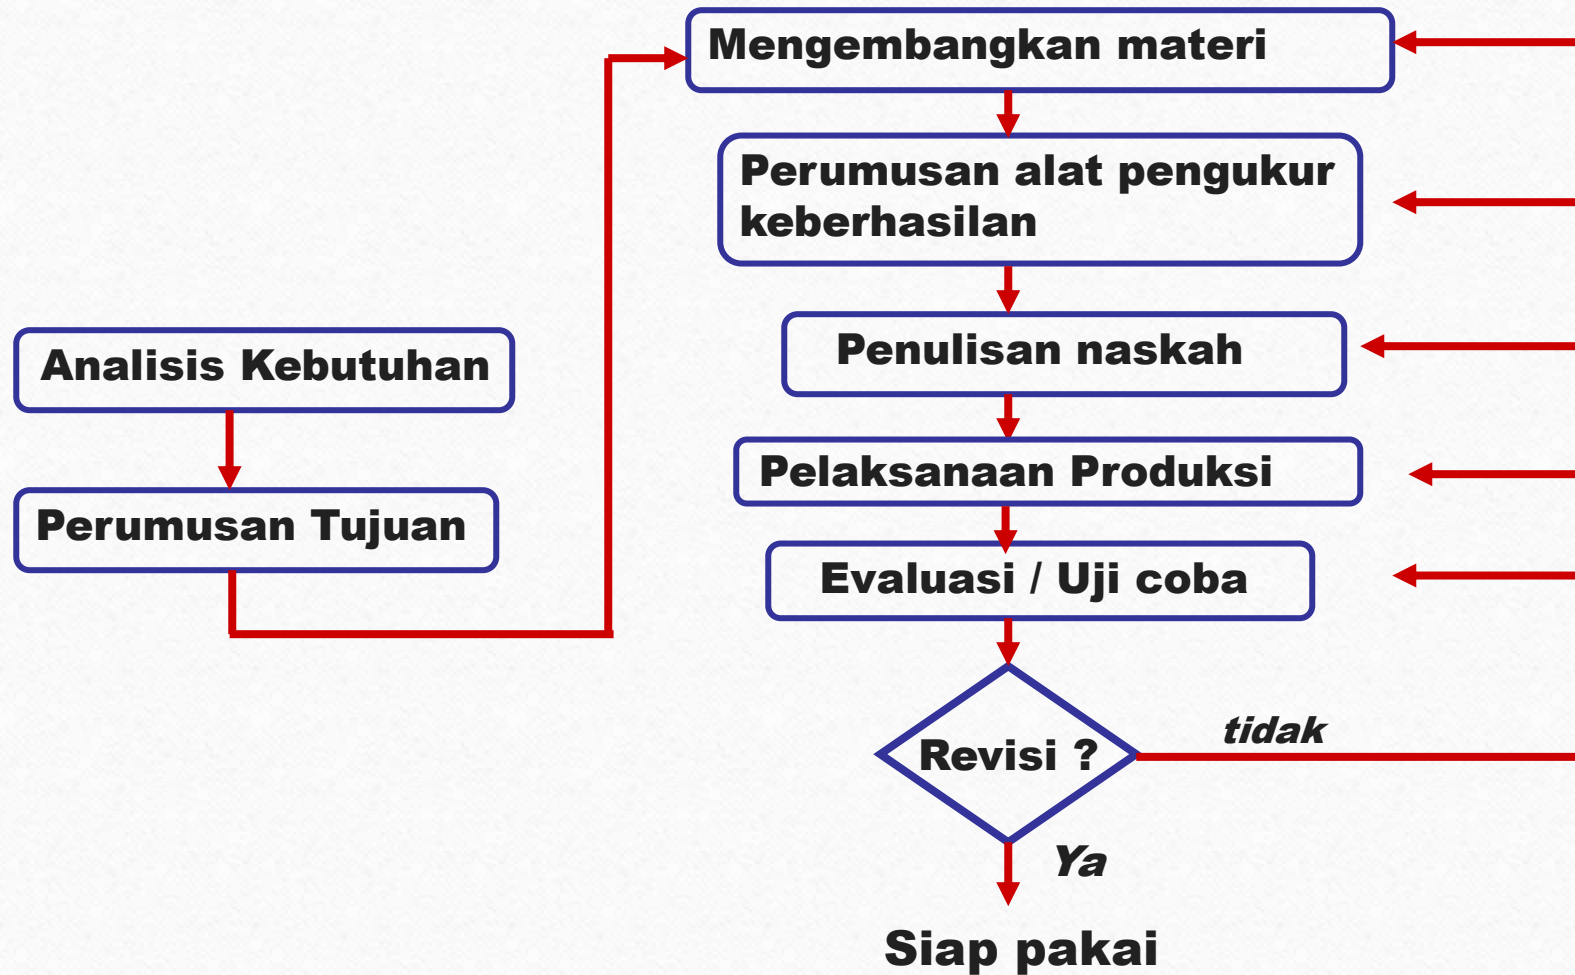 Analisis Kebutuhan
Perumusan Tujuan
Mengembangkan materi
Perumusan alat pengukur
keberhasilan
Penulisan naskah
Pelaksanaan Produksi
Evaluasi / Uji coba
Revisi ?
tidak
Ya
Siap pakai